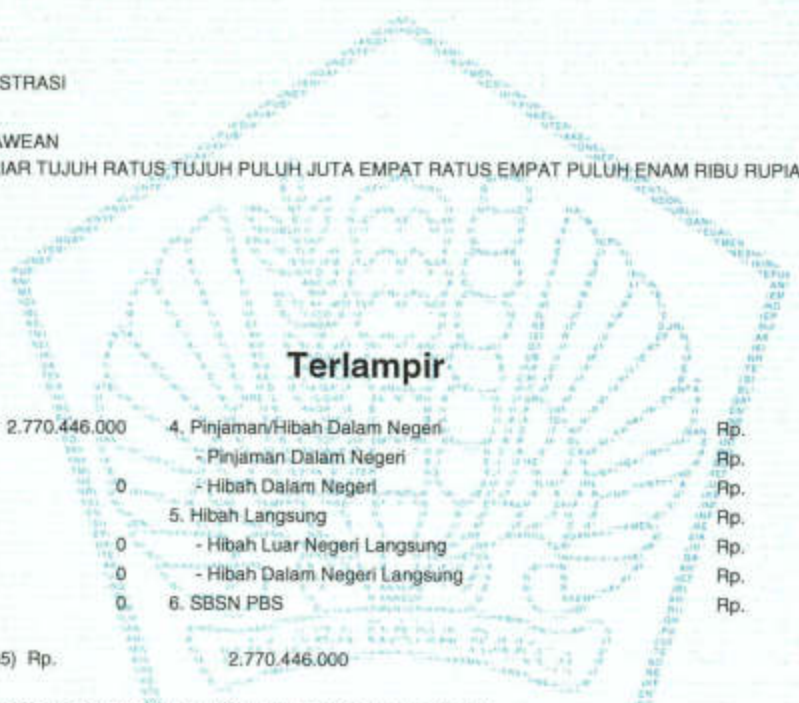 STRASI
AWEAN
IAR TUJUH RATUS TUJUH PULUH JUTA EMPAT RATUS EMPAT PULUH ENAM RIBU RUPIA
Terlampir
2.770.446.000 4. Pinjaman/Hibah Dalam Negeri Rp.
- Pinjaman Dalam Negeri Rp.
0 - Hibah Dalam Negeri Rp.
5. Hibah Langsung Rp.
0 - Hibah Luar Negeri Langsung Rp.
0 - Hibah Dalam Negeri Langsung Rp.
0 6. SBSN PBS Rp.
5) Rp. 2.770.446.000